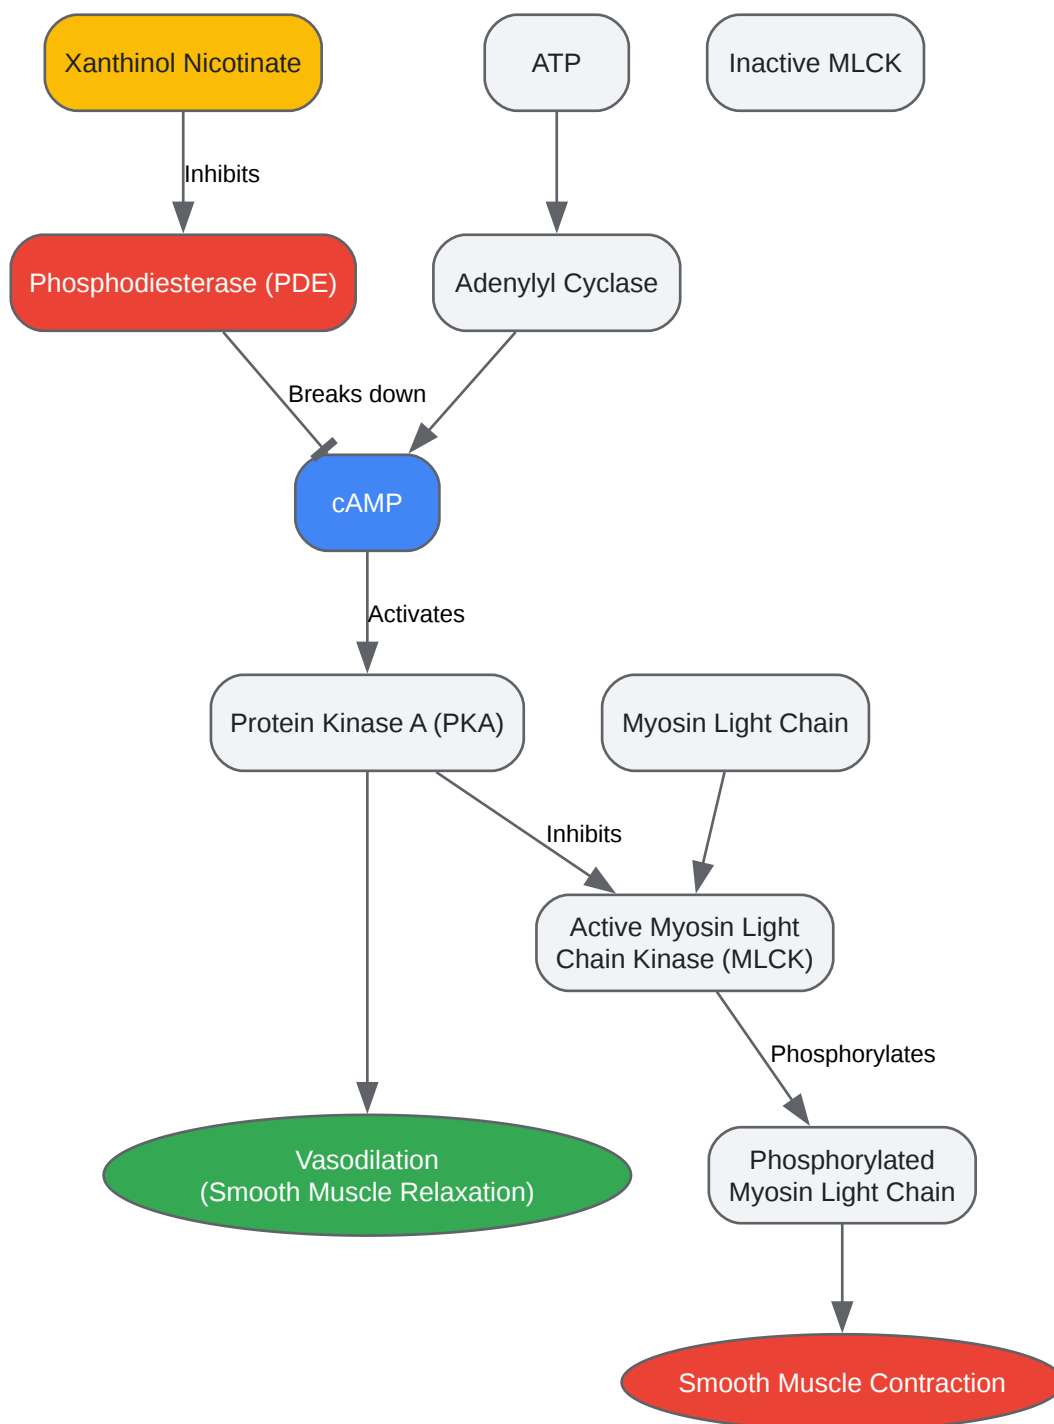 Xanthinol Nicotinate
ATP
Inactive MLCK
Inhibits
Phosphodiesterase (PDE)
Adenylyl Cyclase
Breaks down
cAMP
Activates
Protein Kinase A (PKA)
Myosin Light Chain
Inhibits
Active Myosin Light
Chain Kinase (MLCK)
Phosphorylates
Vasodilation
(Smooth Muscle Relaxation)
Phosphorylated
Myosin Light Chain
Smooth Muscle Contraction